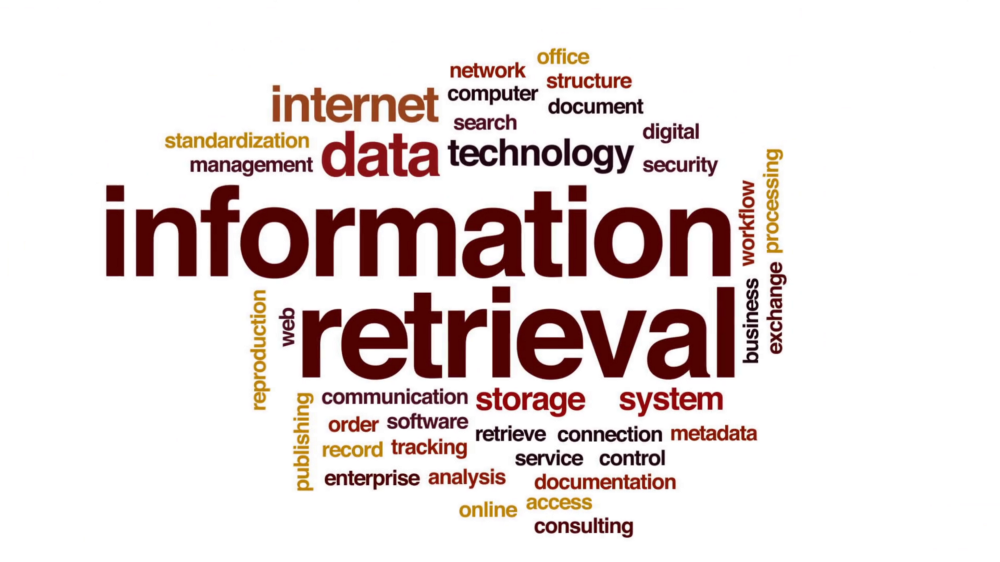 office
network
structure
internet
computer
document
search
digital
standardization
data
technology
management
security
information
workflow
processing
retrieval
reproduction
web
business
exchange
communication
storage
system
publishing
order
software
retrieve
connection
metadata
record
tracking
service
control
enterprise
analysis
documentation
online
access
consulting